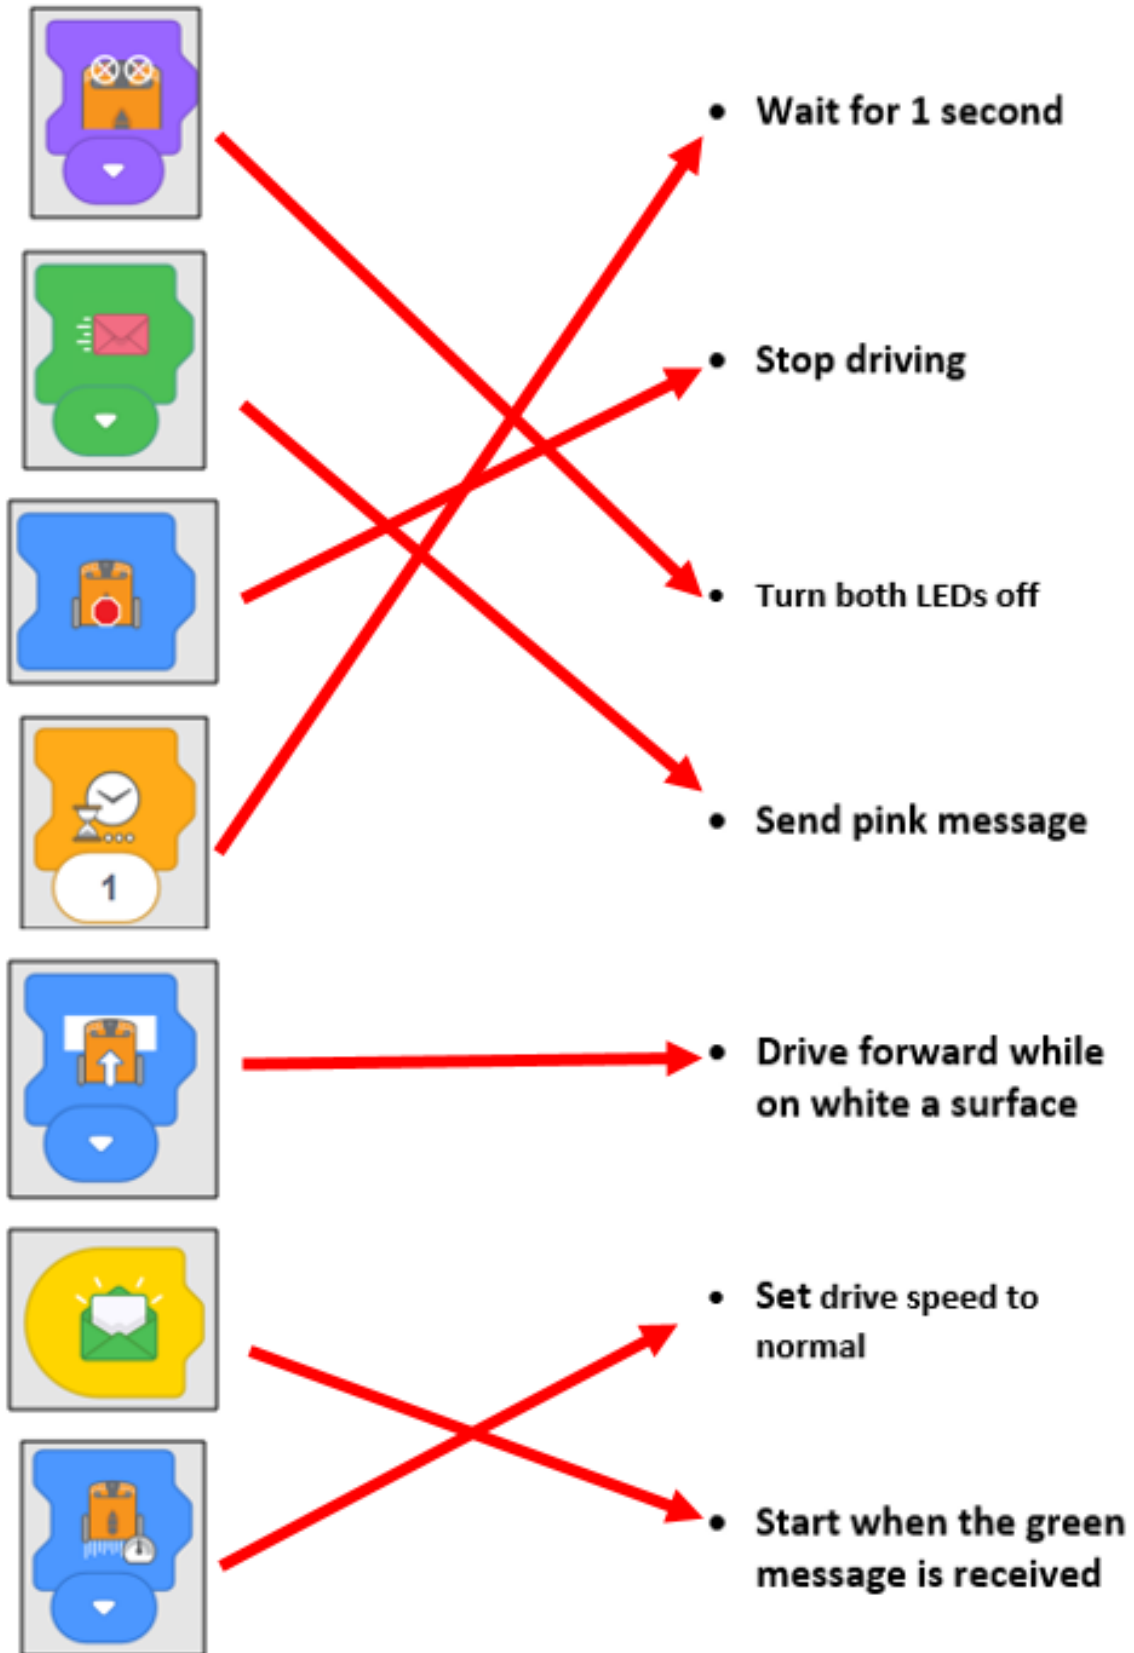 • Wait for 1 second
• Stop driving
• Turn both LEDs off
• Send pink message
1
• Drive forward while
on white a surface
• Set drive speed to
normal
• Start when the green
message is received